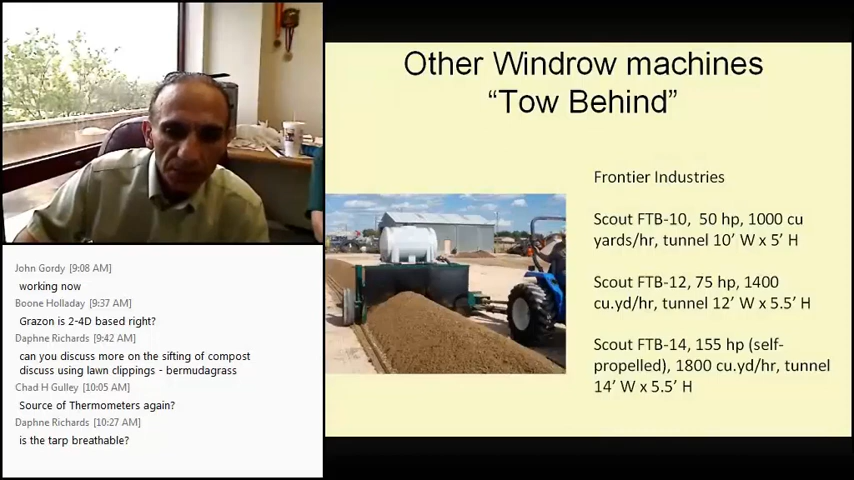 Other Windrow machines
“Tow Behind”
Frontier Industries
Scout FTB-10, 50 hp, 1000 cu
yards/hr, tunnel 10’ W x 5’ H
Scout FTB-12, 75 hp, 1400
cu.yd/hr, tunnel 12’ W x 5.5’ H
Scout FTB-14, 155 hp (self-
propelled), 1800 cu.yd/hr, tunnel
14’ W x 5.5’ H
John Gordy [9:08 AM]
working now
Boone Holladay [9:37 AM]
Grazon is 2-4D based right?
Daphne Richards [9:42 AM]
can you discuss more on the sifting of compost
discuss using lawn clippings - bermudagrass
Chad H Gulley [10:05 AM]
Source of Thermometers again?
Daphne Richards [10:27 AM]
is the tarp breathable?